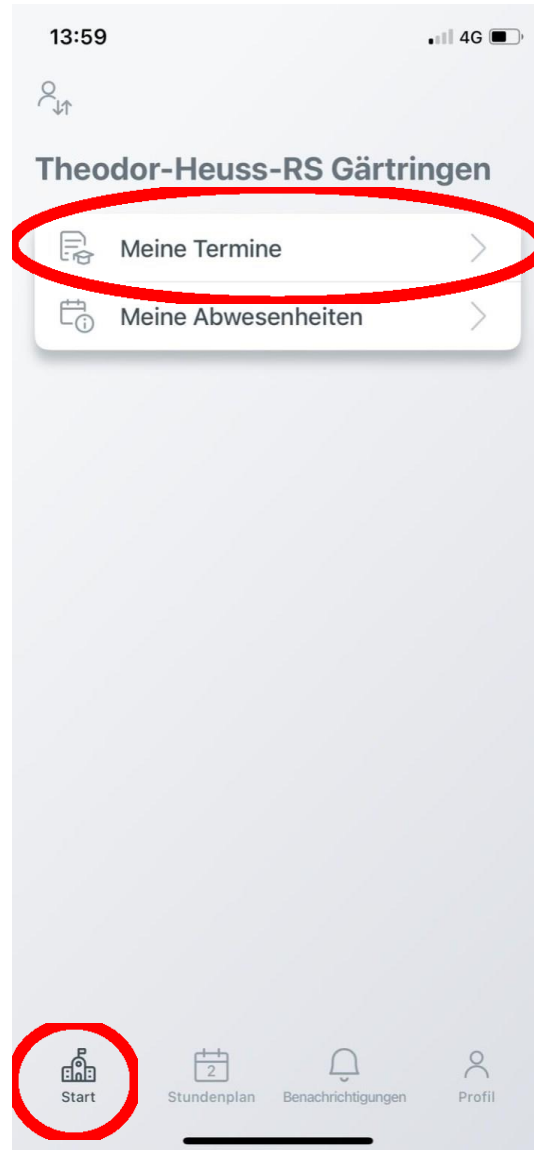 13:59 4G
Theodor-Heuss-RS Gärtringen
Meine Termine
Meine Abwesenheiten
2
Start Stundenplan Benachrichtigungen Profil